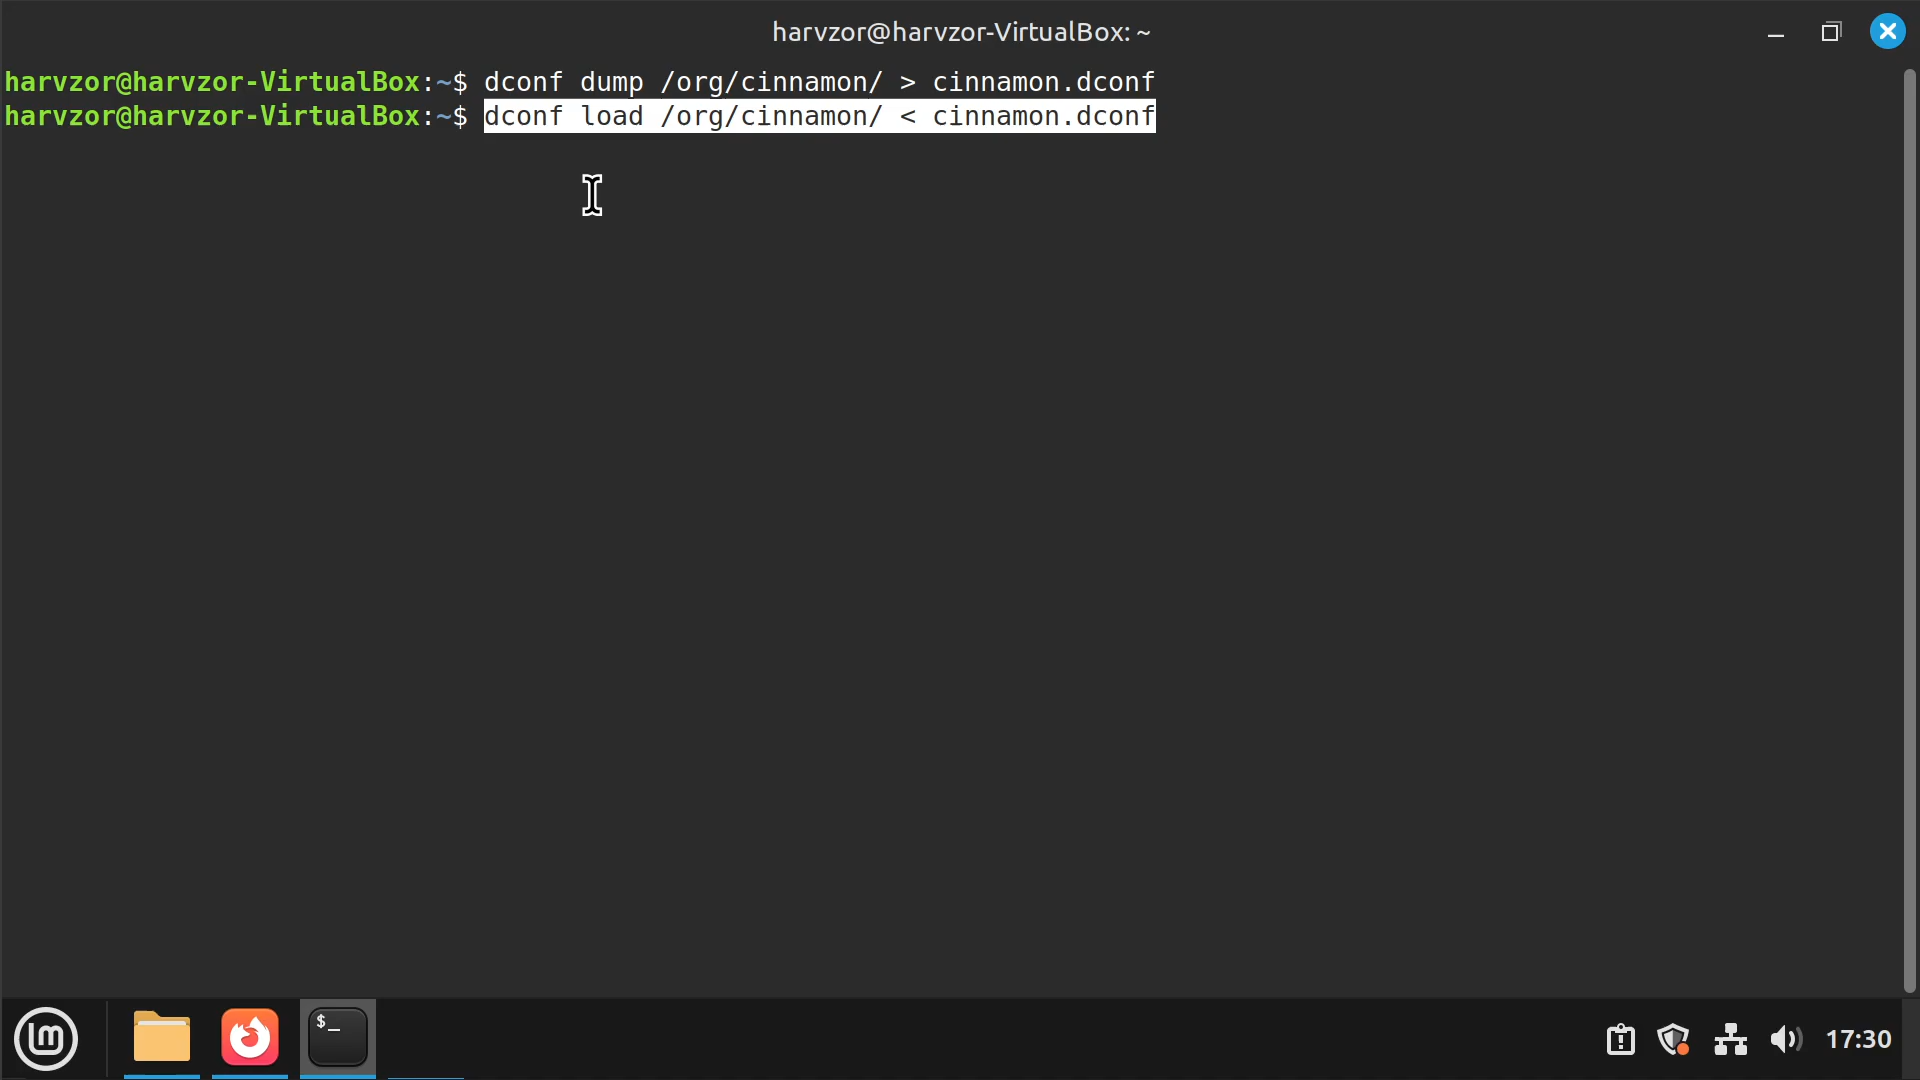 harvzor@harvzor-VirtualBox: ~
harvzor@harvzor-VirtualBox:~$ dconf dump /org/cinnamon/ > cinnamon.dconf
harvzor@harvzor-VirtualBox:~$ dconf load /org/cinnamon/ < cinnamon.dconf
$_
17:30